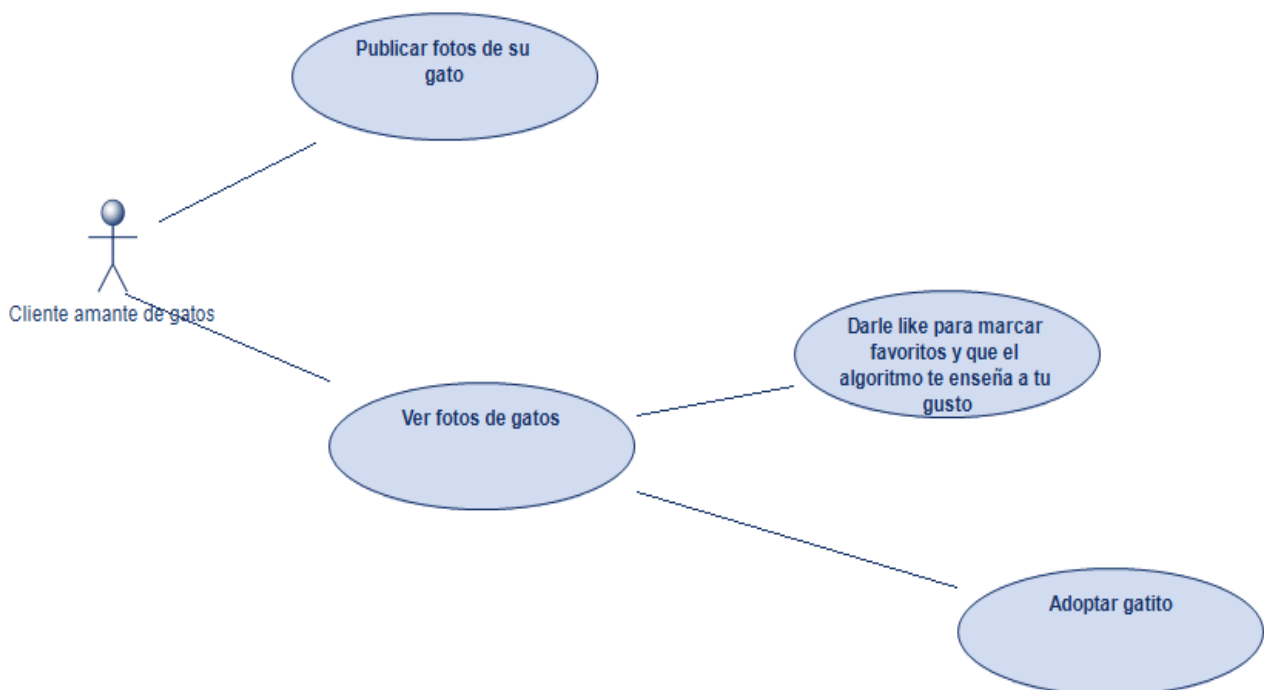 Publicar fotos de su
gato
Cliente amante de gatos
Darle like para marcar
favoritos y que el
algoritmo te enseña a tu
gusto
Ver fotos de gatos
Adoptar gatito